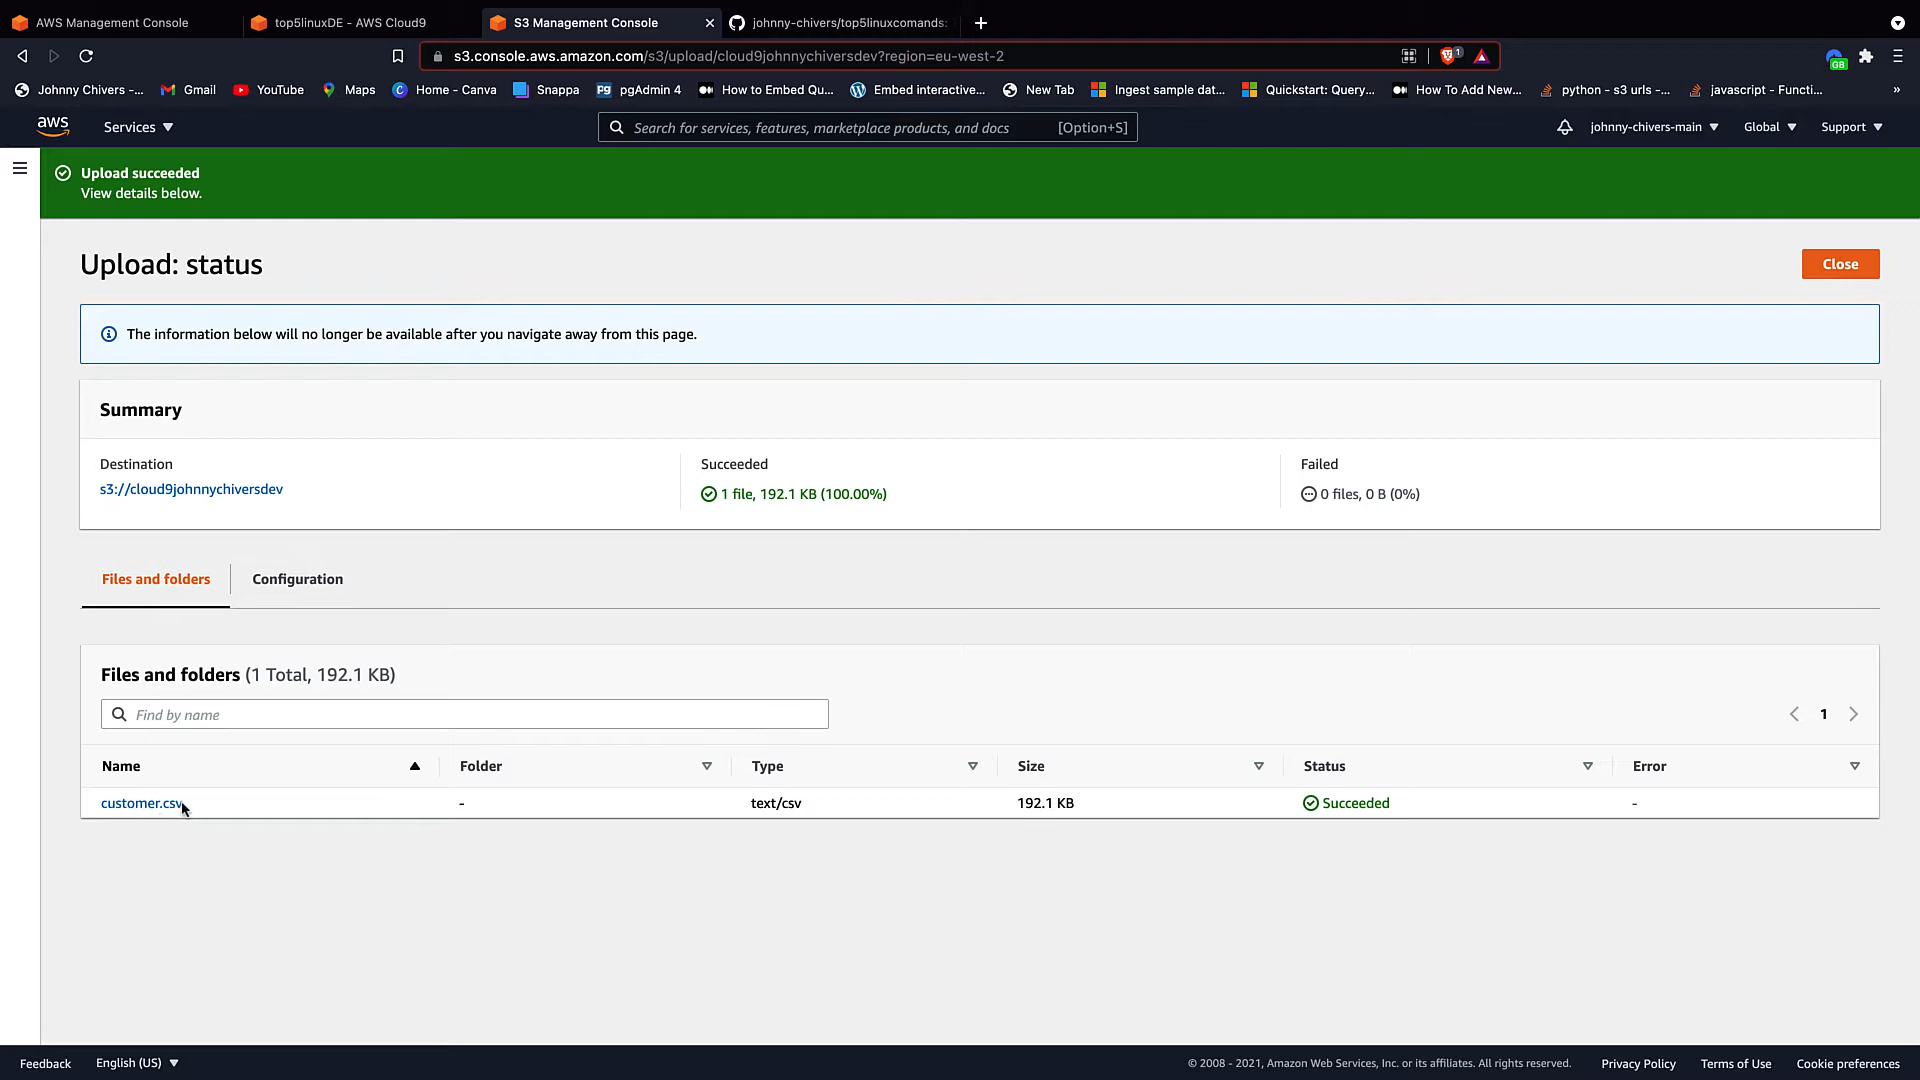 AWS Management Console
top5linuxDE - AWS Cloud9
S3 Management Console
johnny-chivers/top5linuxcomands:
s3.console.aws.amazon.com/s3/upload/cloud9johnnychiversdev?region=eu-west-2
1
GB
Johnny Chivers -...
Gmail
YouTube
Maps
Home - Canva
Snappa
pgAdmin 4
How to Embed Qu...
Embed interactive...
New Tab
Ingest sample dat...
Quickstart: Query...
How To Add New...
python - s3 urls -...
javascript - Functi...
»
aws
Services
Search for services, features, marketplace products, and docs
[Option+S]
johnny-chivers-main
Global
Support
Upload succeeded
View details below.
Upload: status
Close
The information below will no longer be available after you navigate away from this page.
Summary
Destination
s3://cloud9johnnychiversdev
Succeeded
1 file, 192.1 KB (100.00%)
Failed
0 files, 0 B (0%)
Files and folders
Configuration
Files and folders (1 Total, 192.1 KB)
Find by name
1
Name
Folder
Type
Size
Status
Error
customer.csv
-
text/csv
192.1 KB
Succeeded
-
Feedback
English (US)
© 2008 - 2021, Amazon Web Services, Inc. or its affiliates. All rights reserved.
Privacy Policy
Terms of Use
Cookie preferences